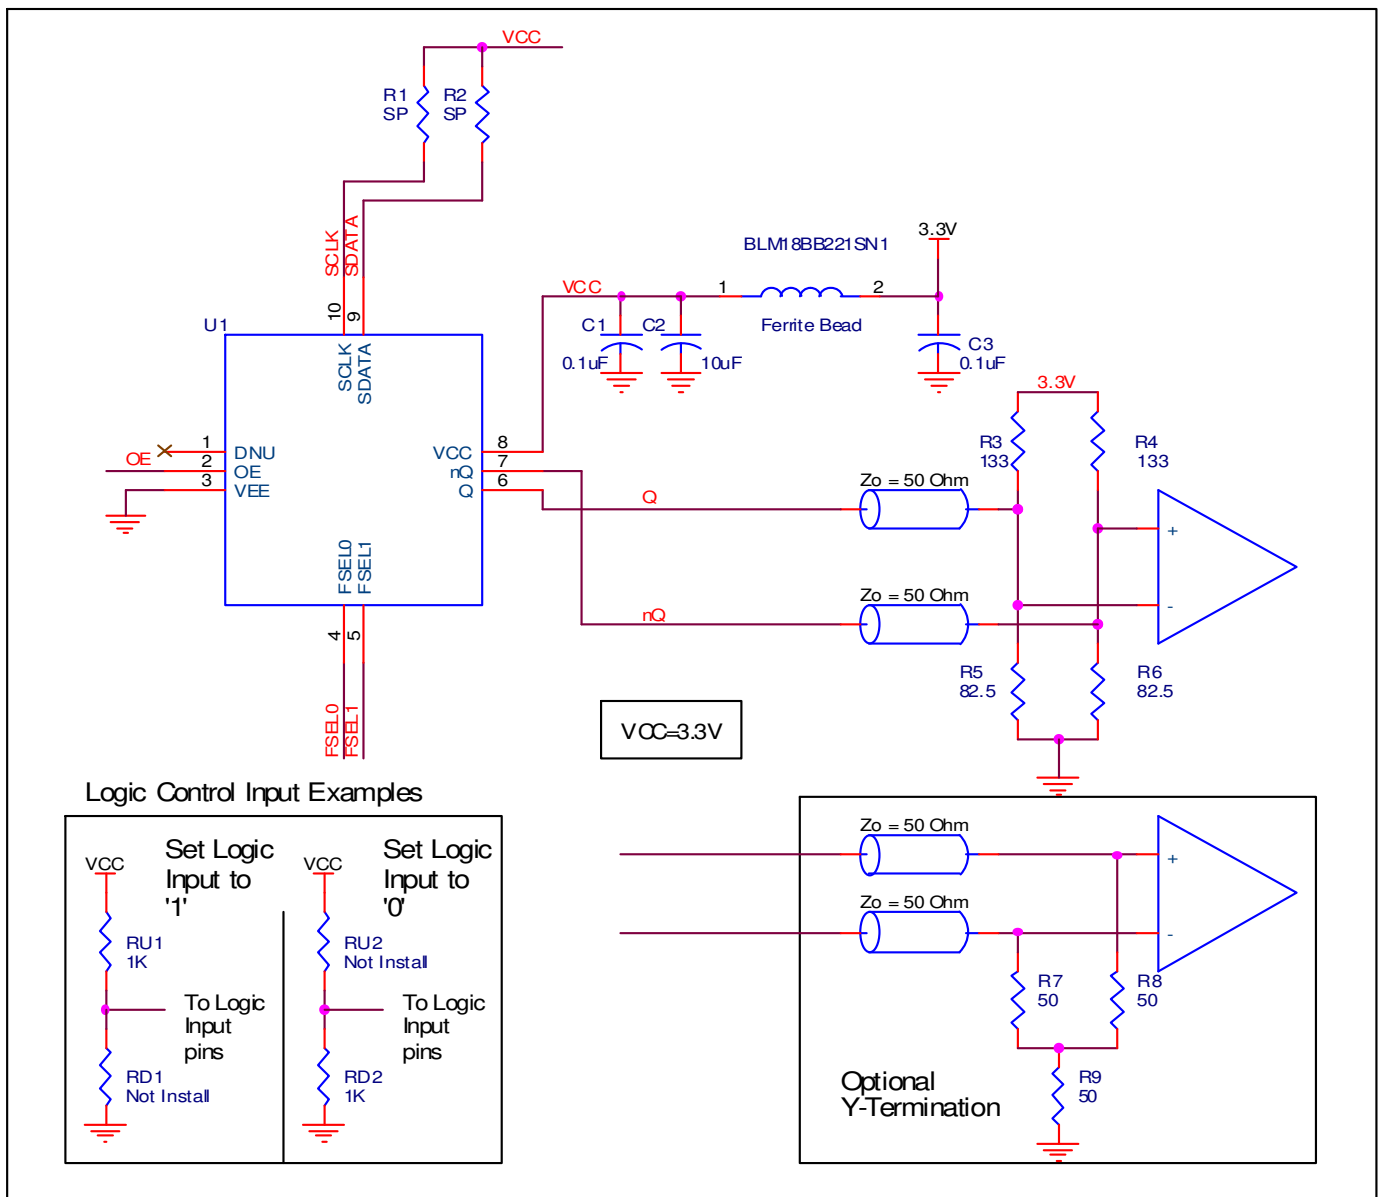 VCC
R1
SP
R2
SP
SCLK
SDATA
10
9
U1
SCLK
SDATA
1
DNU
OE
2
OE
3
VEE
VCC
8
nQ
7
Q
6
FSEL0
FSEL1
4
5
FSEL0
FSEL1
VCC
C1
0.1uF
C2
10uF
BLM18BB221SN1
1
2
Ferrite Bead
3.3V
C3
0.1uF
3.3V
R3
133
R4
133
Zo = 50 Ohm
Q
+
Zo = 50 Ohm
nQ
-
R5
82.5
R6
82.5
VCC=3.3V
Logic Control Input Examples
VCC
Set Logic
Input to
'1'
RU1
1K
To Logic
Input
pins
RD1
Not Install
VCC
Set Logic
Input to
'0'
RU2
Not Install
To Logic
Input
pins
RD2
1K
Zo = 50 Ohm
+
Zo = 50 Ohm
-
R7
50
R8
50
R9
50
Optional
Y-Termination